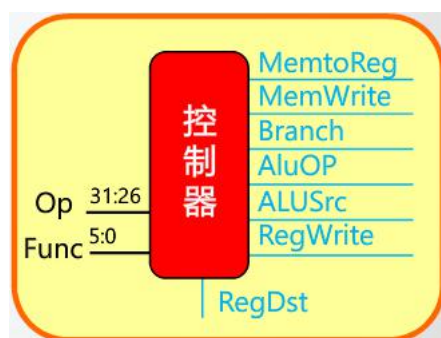 MemtoReg
MemWrite
Branch
AluOP
ALUSrc
RegWrite
控制器
Op 31:26
Func 5:0
RegDst